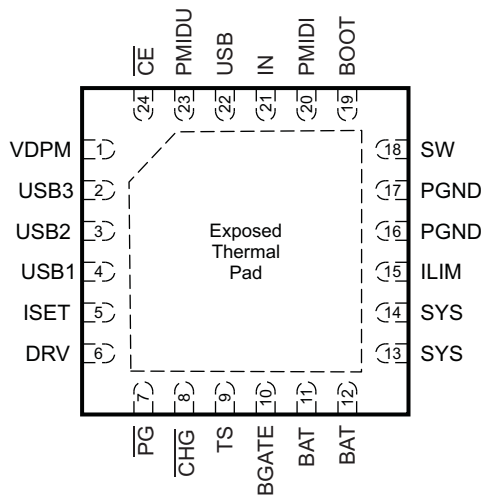 CE
PMIDU
USB
IN
PMIDI
BOOT
24
23
22
21
20
19
VDPM 1
18 SW
USB3 2
17 PGND
USB2 3
16 PGND
USB1 4
15 ILIM
ISET 5
14 SYS
DRV 6
13 SYS
Exposed
Thermal
Pad
7
8
9
10
11
12
PG
CHG
TS
BGATE
BAT
BAT